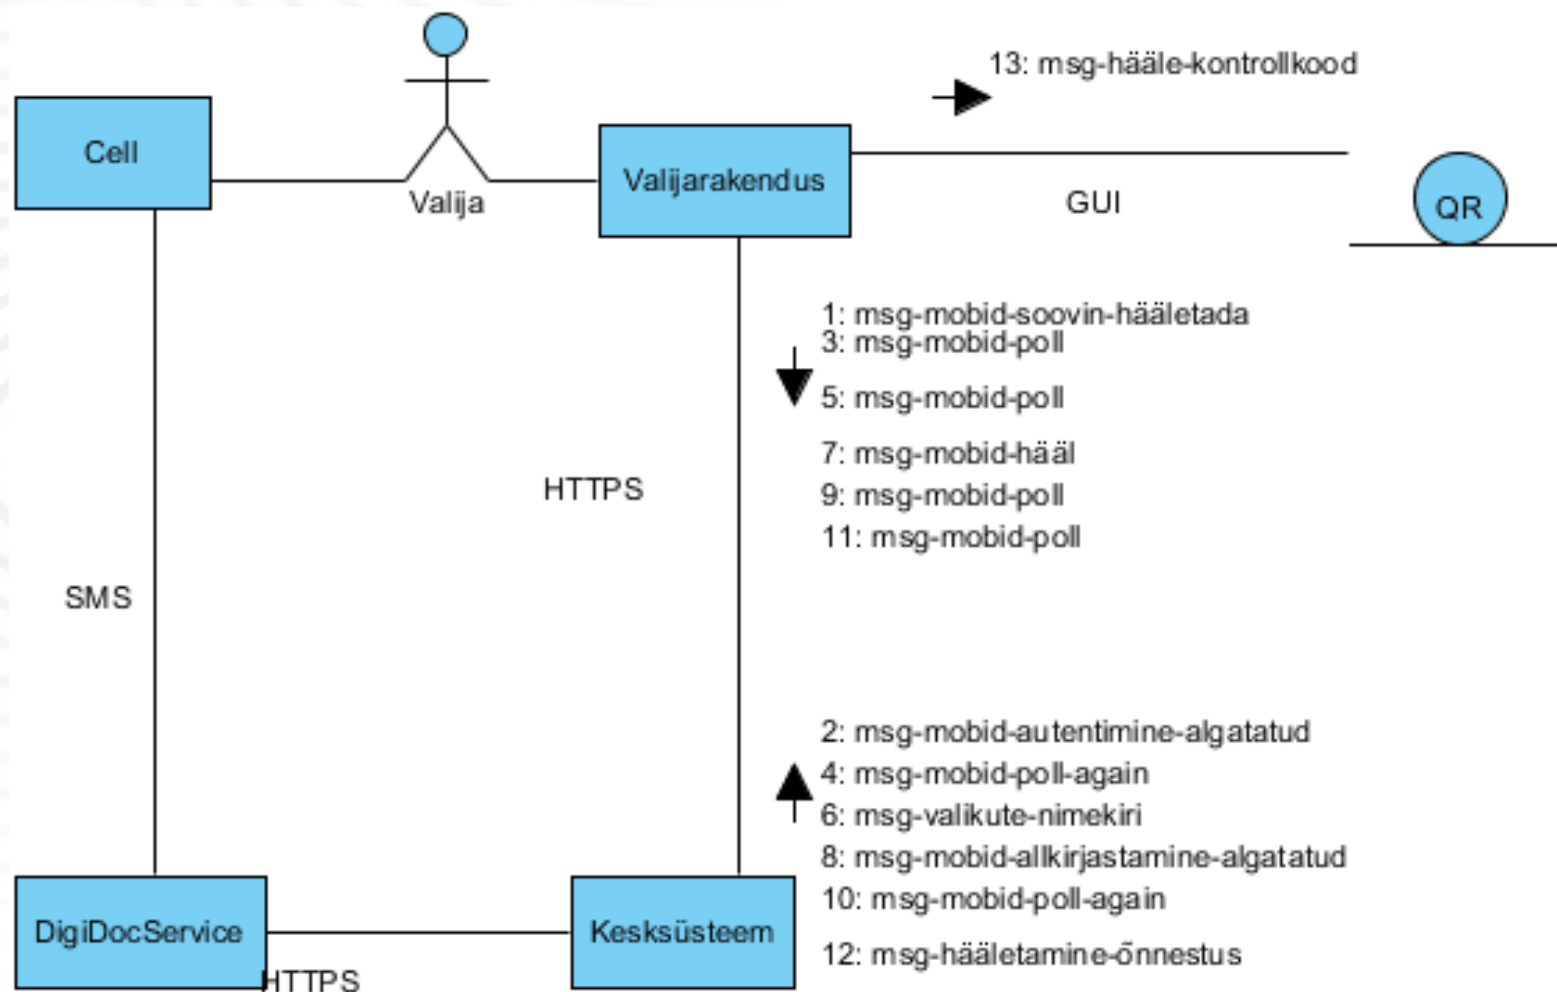 13: msg-hääle-kontrollkood
Cell
Valija
Valijarakendus
GUI
QR
1: msg-mobid-soovin-hääletada
3: msg-mobid-poll
5: msg-mobid-poll
7: msg-mobid-hääl
HTTPS
9: msg-mobid-poll
11: msg-mobid-poll
SMS
2: msg-mobid-autentimine-algatatud
4: msg-mobid-poll-again
6: msg-valikute-nimekiri
8: msg-mobid-allkirjastamine-algatatud
10: msg-mobid-poll-again
DigiDocService
Kesksüsteem
12: msg-hääletamine-õnnestus
HTTPS